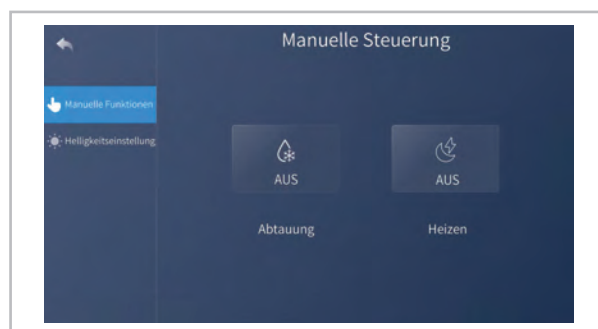 Manuelle Steuerung
Manuelle Funktionen
Helligkeitseinstellung
AUS
AUS
Abtauung
Heizen